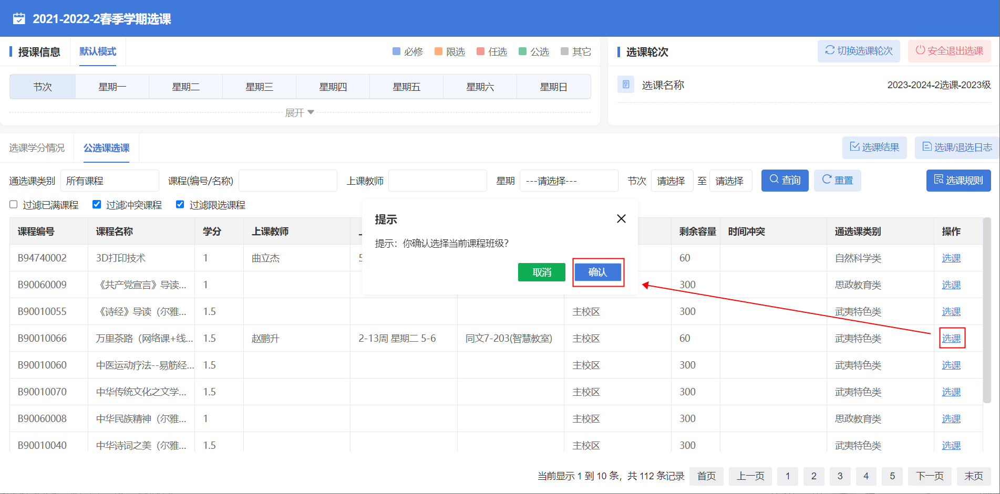 2021-2022-2春季学期选课
授课信息 默认模式 必修 限选 任选 公选 其它
选课轮次 切换选课轮次 安全退出选课
节次 星期一 星期二 星期三 星期四 星期五 星期六 星期日
选课名称 2023-2024-2选课-2023级
展开
选课学分情况 公选课选课 选课结果 选课/退选日志
通选课类别 所有课程 课程(编号/名称) 上课教师 星期 ---请选择--- 节次 请选择 至 请选择 查询 重置 选课规则
过滤已满课程 过滤冲突课程 过滤限选课程
提示
提示：你确认选择当前课程班级？
取消 确认
课程编号 课程名称 学分 上课教师 剩余容量 时间冲突 通选课类别 操作
B94740002 3D打印技术 1 曲立杰 60 自然科学类 选课
B90060009 《共产党宣言》导读... 1 300 思政教育类 选课
B90010055 《诗经》导读（尔雅... 1.5 主校区 300 武夷特色类 选课
B90010066 万里茶路（网络课+线... 1.5 赵鹏升 2-13周 星期二 5-6 同文7-203(智慧教室) 主校区 60 武夷特色类 选课
B90010060 中医运动疗法--易筋经... 1.5 主校区 300 武夷特色类 选课
B90010070 中华传统文化之文学... 1.5 主校区 300 武夷特色类 选课
B90060008 中华民族精神（尔雅... 1 主校区 300 思政教育类 选课
B90010040 中华诗词之美（尔雅... 1.5 主校区 300 武夷特色类 选课
当前显示 1 到 10 条，共 112 条记录 首页 上一页 1 2 3 4 5 下一页 末页